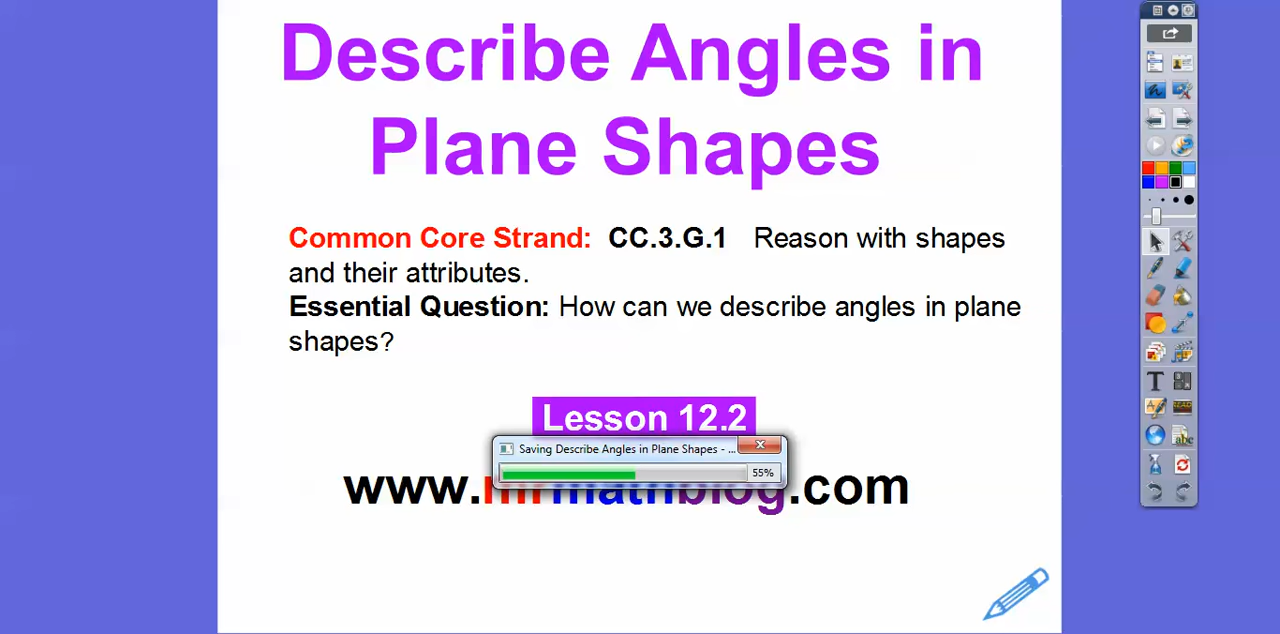 Describe Angles in
Plane Shapes
Common Core Strand: CC.3.G.1 Reason with shapes
and their attributes.
Essential Question: How can we describe angles in plane
shapes?
Lesson 12.2
Saving Describe Angles in Plane Shapes - ...
55%
www.mrmathblog.com